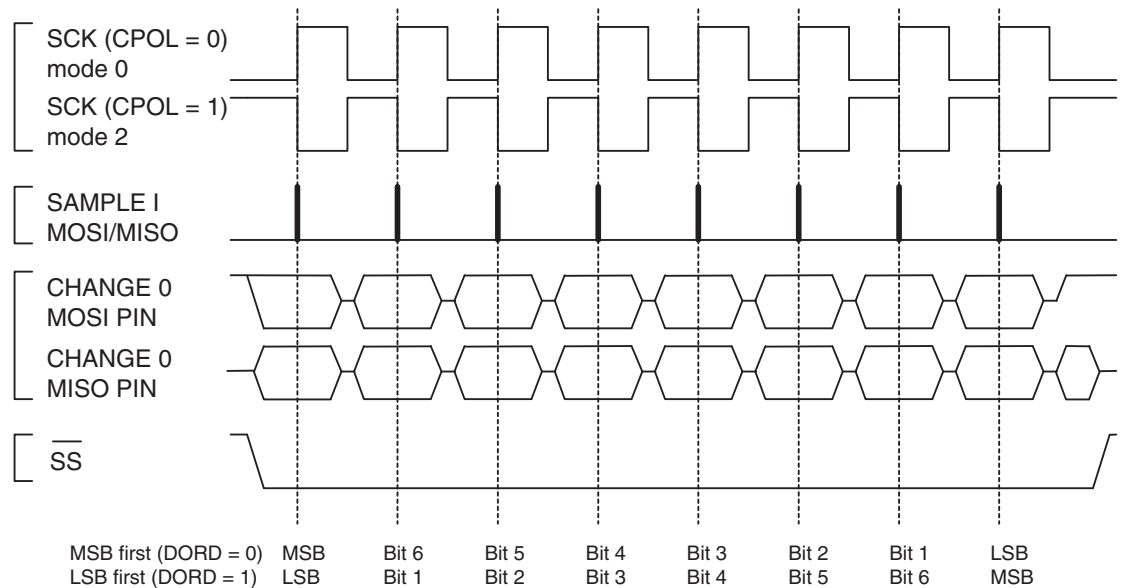 SCK (CPOL = 0)
mode 0
SCK (CPOL = 1)
mode 2
SAMPLE I
MOSI/MISO
CHANGE 0
MOSI PIN
CHANGE 0
MISO PIN
SS
MSB first (DORD = 0) MSB Bit 6 Bit 5 Bit 4 Bit 3 Bit 2 Bit 1 LSB
LSB first (DORD = 1) LSB Bit 1 Bit 2 Bit 3 Bit 4 Bit 5 Bit 6 MSB